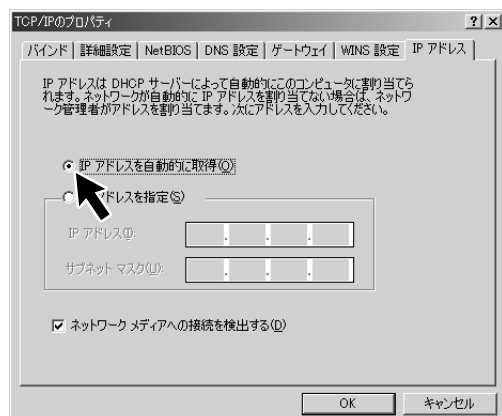 TCP/IPのプロパティ
バインド 詳細設定 NetBIOS DNS 設定 ゲートウェイ WINS 設定 IP アドレス
IP アドレスは DHCP サーバーによって自動的にこのコンピュータに割り当てら
れます。ネットワークが自動的に IP アドレスを割り当てない場合は、ネットワ
ーク管理者がアドレスを割り当てます。次にアドレスを入力してください。
IP アドレスを自動的に取得(O)
ドレスを指定(S)
IP アドレス(I):
サブネット マスク(U):
ネットワーク メディアへの接続を検出する(D)
OK キャンセル